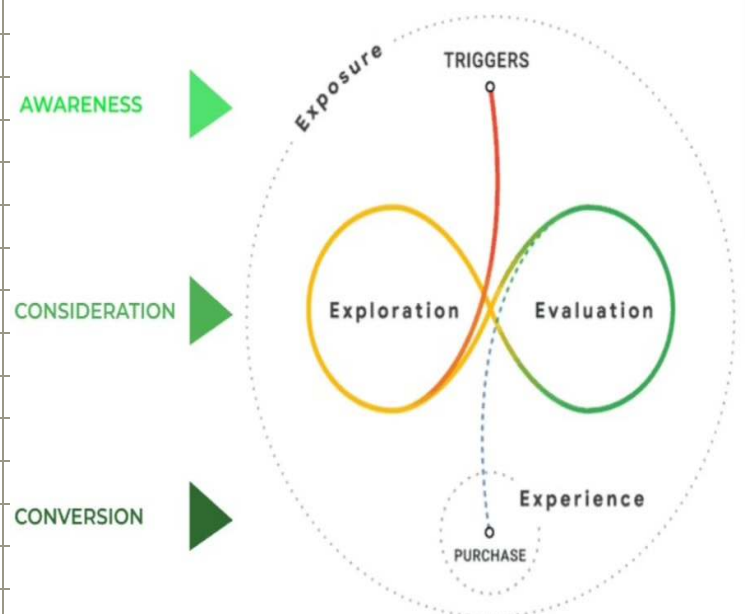 Exposure
TRIGGERS
AWARENESS
CONSIDERATION
Exploration
Evaluation
Experience
CONVERSION
PURCHASE